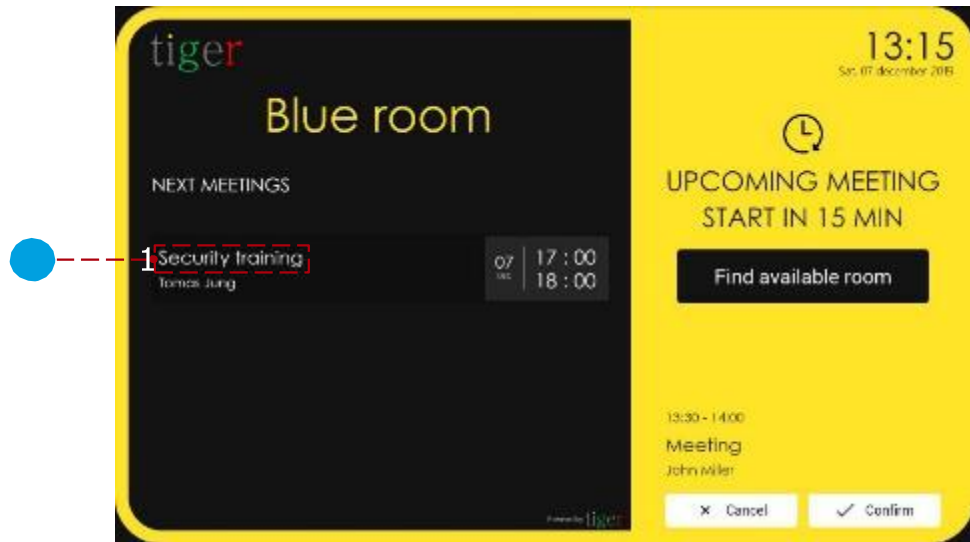 tiger
Blue room
NEXT MEETINGS
1
Security training
Tomas Jung
07
DEC
17 : 00
18 : 00
Powered by tiger
13:15
Sat, 07 december 2019
UPCOMING MEETING
START IN 15 MIN
Find available room
13:30 - 14:00
Meeting
John Miller
× Cancel
✓ Confirm